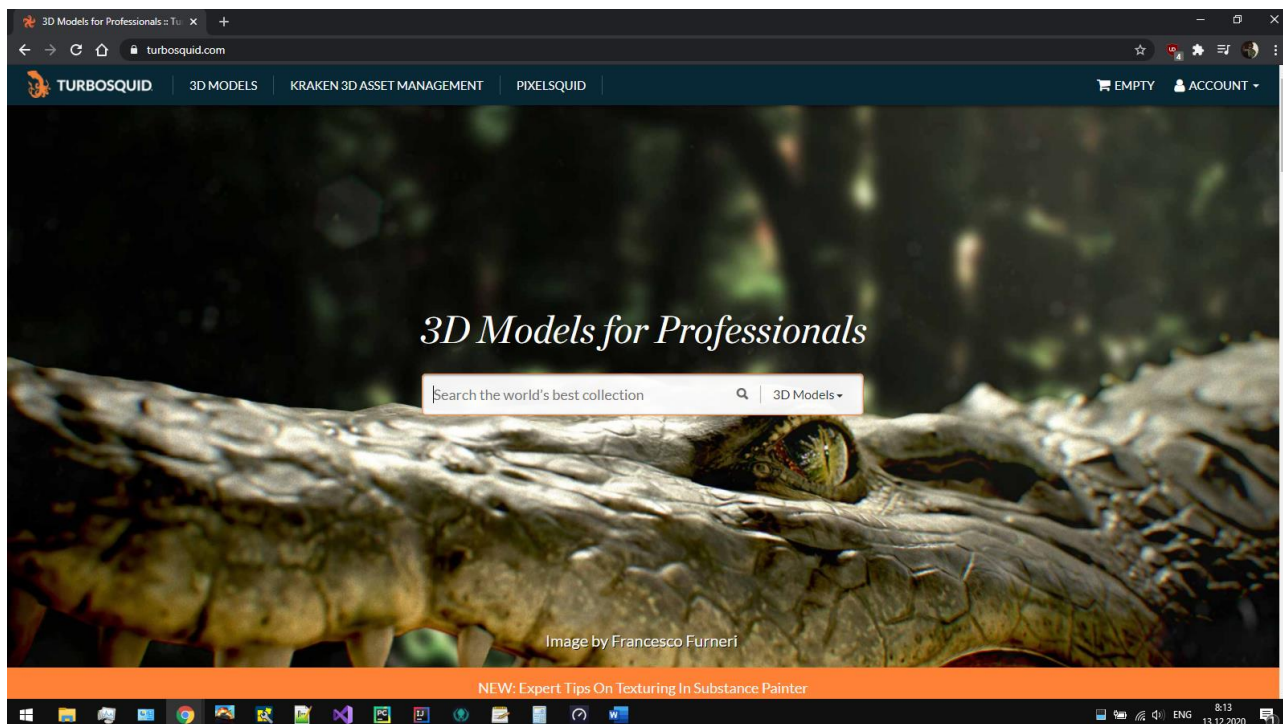 3D Models for Professionals :: Tu
turbosquid.com
4
TURBOSQUID
3D MODELS
KRAKEN 3D ASSET MANAGEMENT
PIXELSQUID
EMPTY
ACCOUNT
3D Models for Professionals
Search the world's best collection
3D Models
Image by Francesco Furneri
NEW: Expert Tips On Texturing In Substance Painter
ENG
8:13
13.12.2020